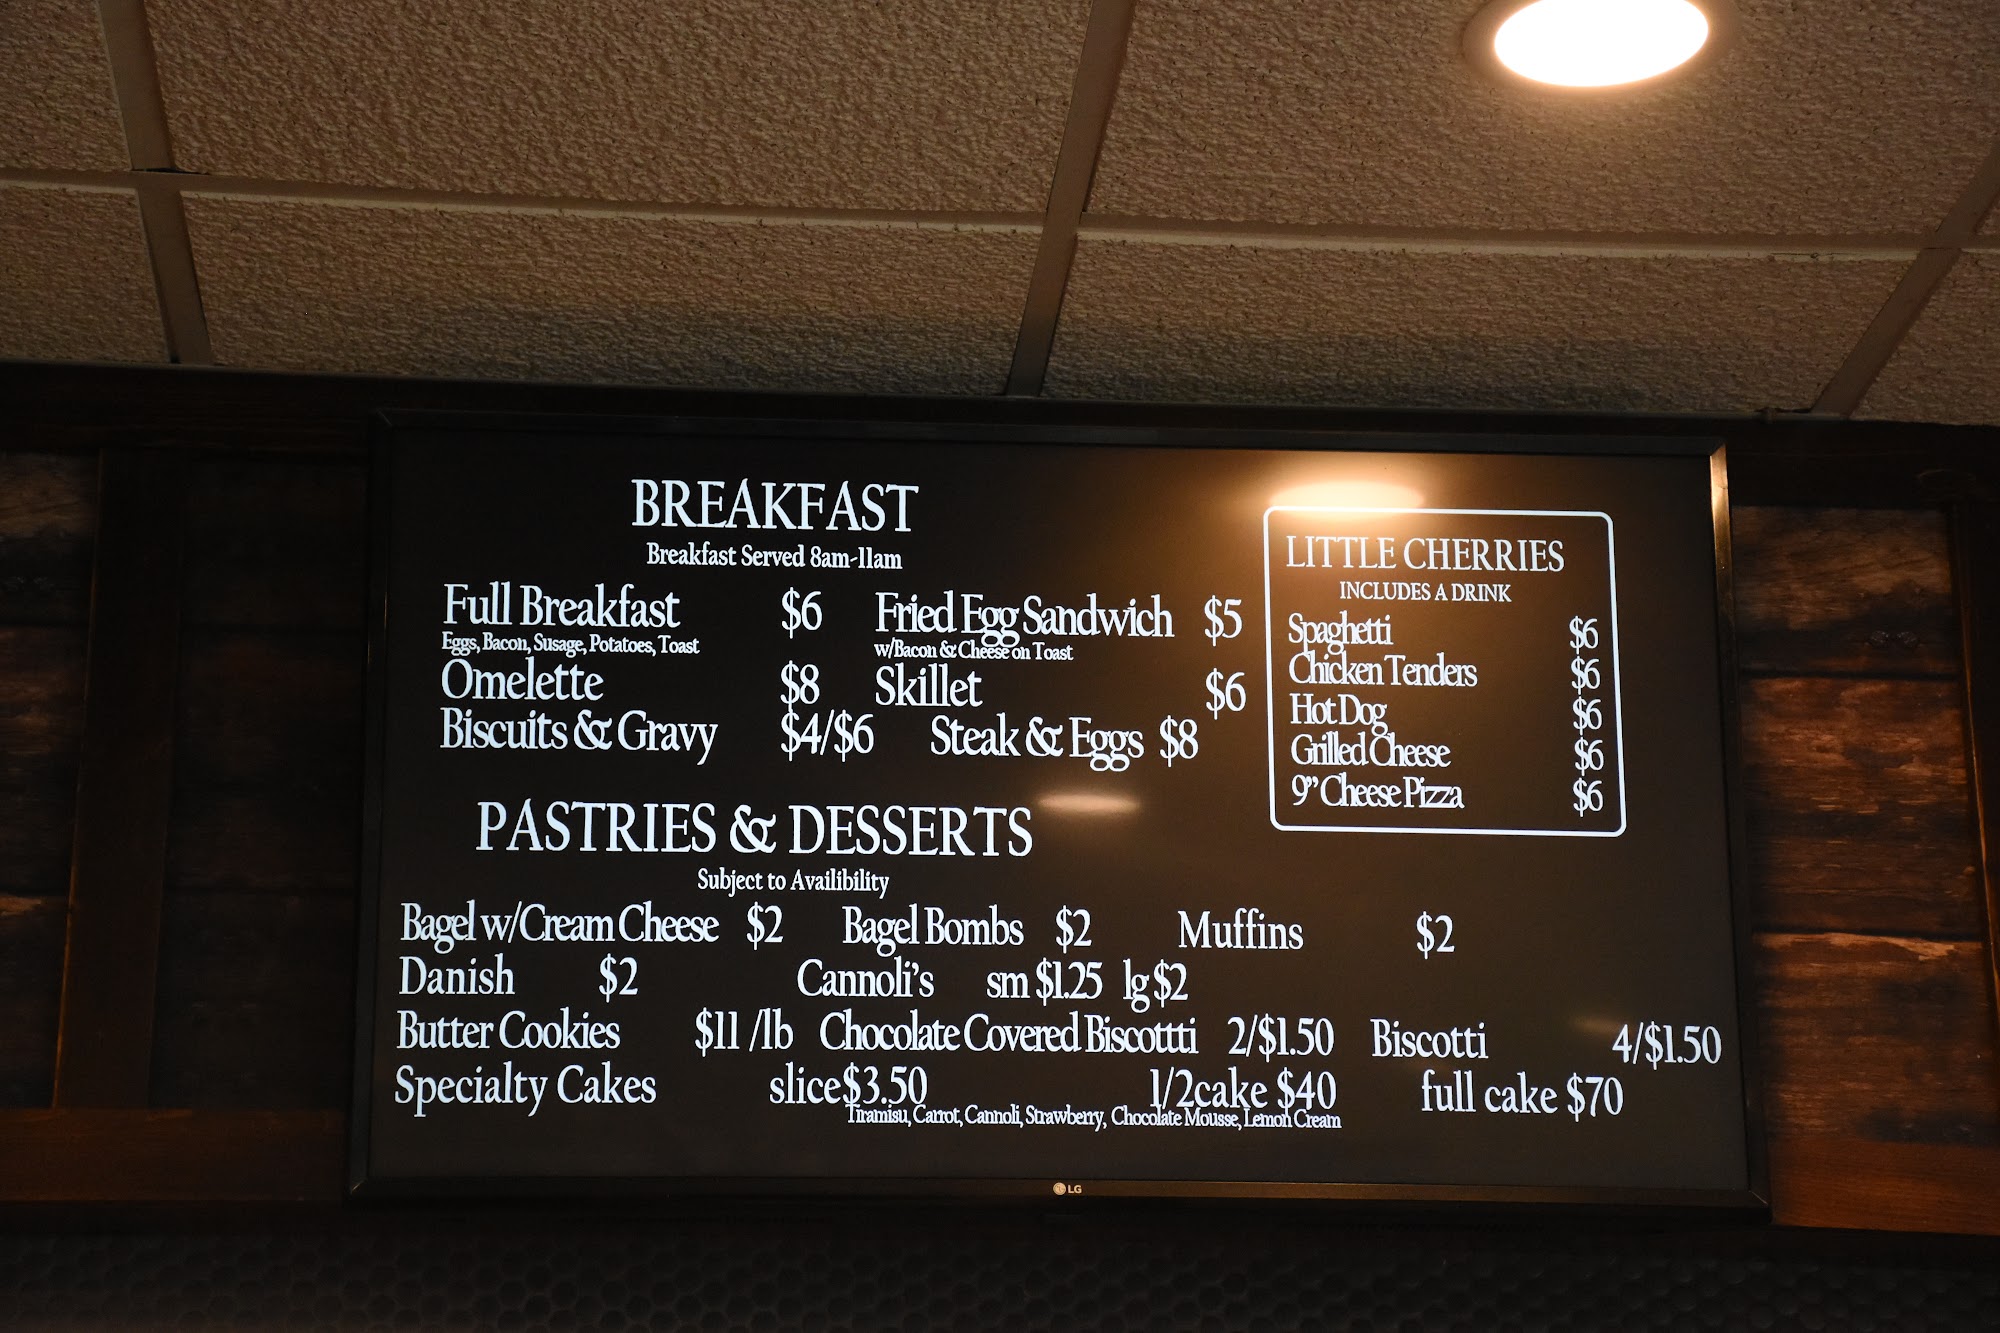 BREAKFAST
Breakfast Served 8am-11am
Full Breakfast $6
Eggs, Bacon, Susage, Potatoes, Toast
Omelette $8
Biscuits & Gravy $4/$6
Fried Egg Sandwich $5
w/Bacon & Cheese on Toast
Skillet $6
Steak & Eggs $8
LITTLE CHERRIES
INCLUDES A DRINK
Spaghetti $6
Chicken Tenders $6
Hot Dog $6
Grilled Cheese $6
9” Cheese Pizza $6
PASTRIES & DESSERTS
Subject to Availibility
Bagel w/Cream Cheese $2 Bagel Bombs $2 Muffins $2
Danish $2 Cannoli’s sm $1.25 lg $2
Butter Cookies $11 /lb Chocolate Covered Biscottti 2/$1.50 Biscotti 4/$1.50
Specialty Cakes slice$3.50 1/2cake $40 full cake $70
Tiramisu, Carrot, Cannoli, Strawberry, Chocolate Mousse, Lemon Cream
LG